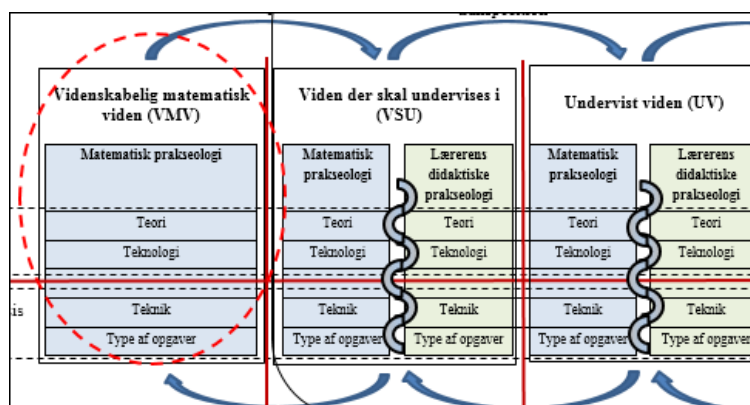 Videnskabelig matematisk
viden (VMV)
Matematisk prakseologi
Teori
Teknologi
Teknik
Type af opgaver
Viden der skal undervises i
(VSU)
Matematisk
prakseologi
Teori
Teknologi
Teknik
Type af opgaver
Lærerens
didaktiske
prakseologi
Teori
Teknologi
Teknik
Type af opgaver
Undervist viden (UV)
Matematisk
prakseologi
Teori
Teknologi
Teknik
Type af opgaver
Lærerens
didaktiske
prakseologi
Teori
Teknologi
Teknik
Type af opgaver